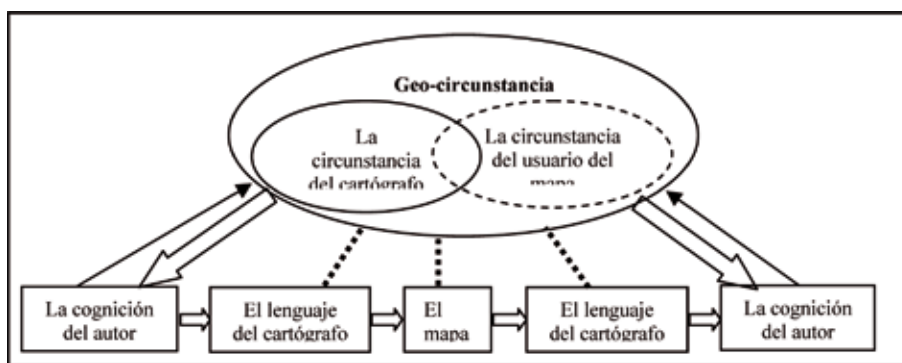 Geo-circunstancia
La
circunstancia
del cartógrafo
La circunstancia
del usuario del
mapa
La cognición
del autor
El lenguaje
del cartógrafo
El
mapa
El lenguaje
del cartógrafo
La cognición
del autor